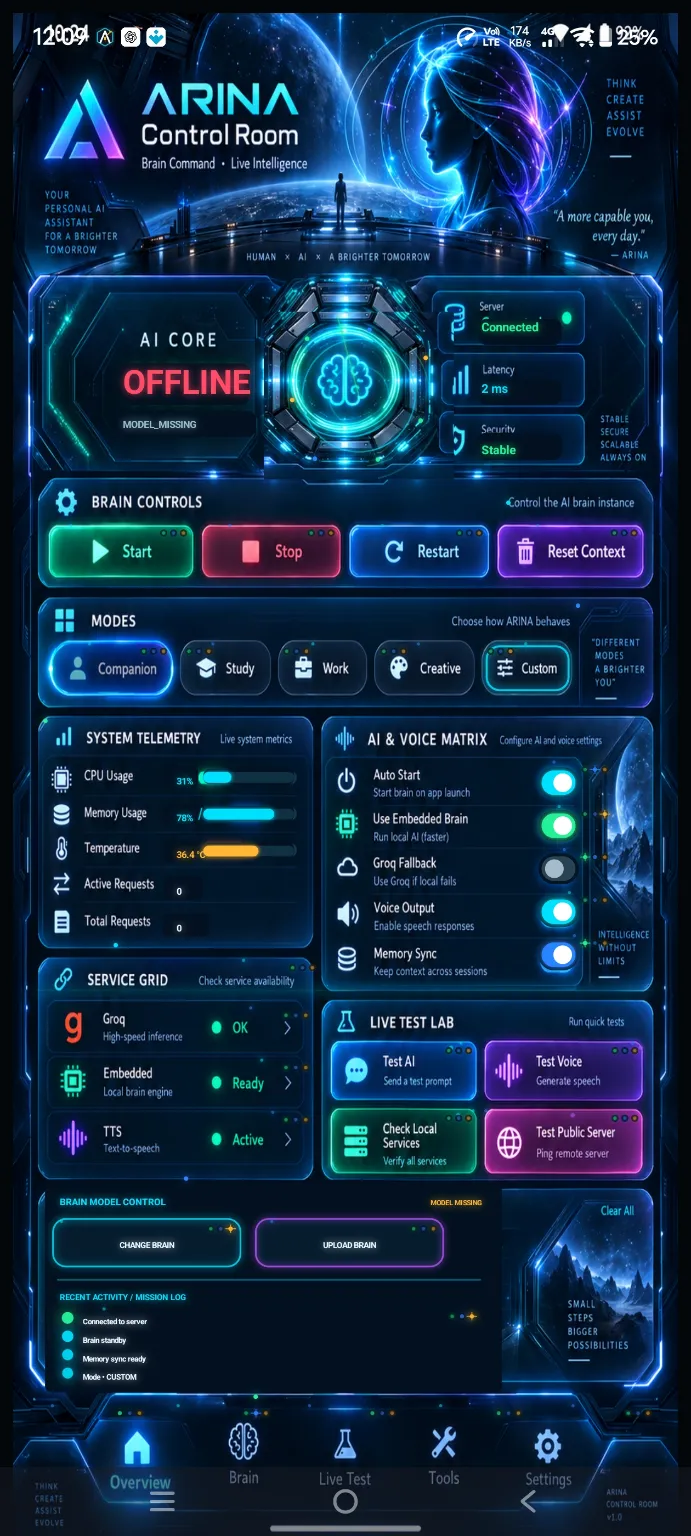 12:09
10:24
Vo)
LTE
174
KB/s
4G
25%
ARINA
Control Room
Brain Command • Live Intelligence
THINK
CREATE
ASSIST
EVOLVE
YOUR
PERSONAL AI
ASSISTANT
FOR A BRIGHTER
TOMORROW
“A more capable you,
every day.”
— ARINA
HUMAN × AI × A BRIGHTER TOMORROW
AI CORE
OFFLINE
MODEL_MISSING
Server
Connected
Latency
2 ms
Security
Stable
STABLE
SECURE
SCALABLE
ALWAYS ON
BRAIN CONTROLS
Control the AI brain instance
Start
Stop
Restart
Reset Context
MODES
Choose how ARINA behaves
Companion
Study
Work
Creative
Custom
"DIFFERENT
MODES
A BRIGHTER
YOU"
SYSTEM TELEMETRY
Live system metrics
CPU Usage
31%
Memory Usage
78%
Temperature
36.4 °C
Active Requests
0
Total Requests
0
AI & VOICE MATRIX
Configure AI and voice settings
Auto Start
Start brain on app launch
Use Embedded Brain
Run local AI (faster)
Groq Fallback
Use Groq if local fails
Voice Output
Enable speech responses
Memory Sync
Keep context across sessions
INTELLIGENCE
WITHOUT
LIMITS
SERVICE GRID
Check service availability
g
Groq
High-speed inference
OK
Embedded
Local brain engine
Ready
TTS
Text-to-speech
Active
LIVE TEST LAB
Run quick tests
Test AI
Send a test prompt
Test Voice
Generate speech
Check Local
Services
Verify all services
Test Public Server
Ping remote server
BRAIN MODEL CONTROL
MODEL MISSING
CHANGE BRAIN
UPLOAD BRAIN
RECENT ACTIVITY / MISSION LOG
Connected to server
Brain standby
Memory sync ready
Mode • CUSTOM
Clear All
SMALL
STEPS
BIGGER
POSSIBILITIES
Overview
Brain
Live Test
Tools
Settings
THINK
CREATE
ASSIST
EVOLVE
ARINA
CONTROL ROOM
v1.0